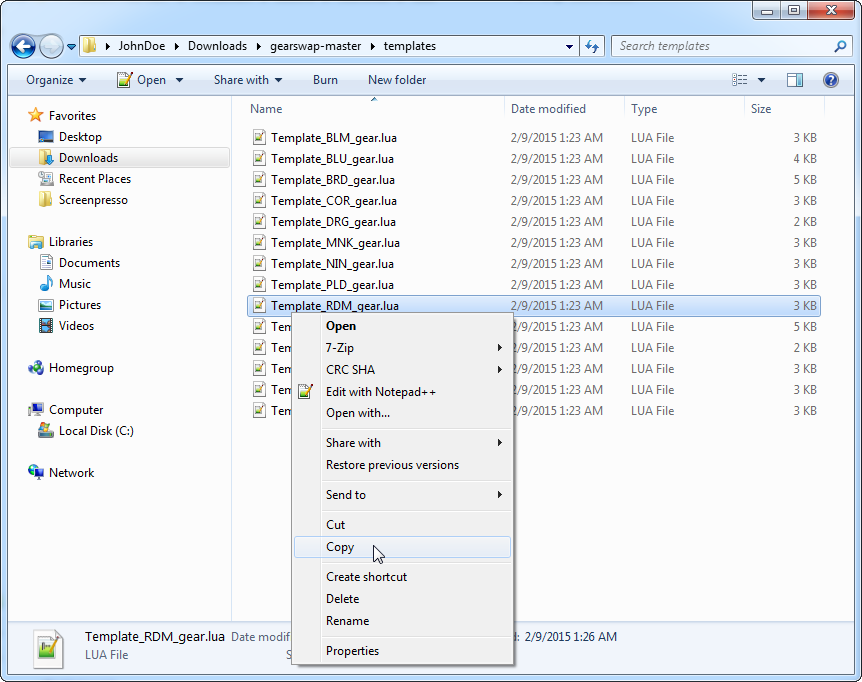 JohnDoe Downloads gearswap-master templates
Search templates
Organize Open Share with Burn New folder
Name Date modified Type Size
Favorites
Desktop
Downloads
Recent Places
Screenpresso
Libraries
Documents
Music
Pictures
Videos
Homegroup
Computer
Local Disk (C:)
Network
Template_BLM_gear.lua 2/9/2015 1:23 AM LUA File 3 KB
Template_BLU_gear.lua 2/9/2015 1:23 AM LUA File 4 KB
Template_BRD_gear.lua 2/9/2015 1:23 AM LUA File 5 KB
Template_COR_gear.lua 2/9/2015 1:23 AM LUA File 3 KB
Template_DRG_gear.lua 2/9/2015 1:23 AM LUA File 2 KB
Template_MNK_gear.lua 2/9/2015 1:23 AM LUA File 3 KB
Template_NIN_gear.lua 2/9/2015 1:23 AM LUA File 3 KB
Template_PLD_gear.lua 2/9/2015 1:23 AM LUA File 3 KB
Template_RDM_gear.lua 2/9/2015 1:23 AM LUA File 3 KB
Tem 2/9/2015 1:23 AM LUA File 5 KB
Tem 2/9/2015 1:23 AM LUA File 2 KB
Tem 2/9/2015 1:23 AM LUA File 3 KB
Tem 2/9/2015 1:23 AM LUA File 3 KB
Tem 2/9/2015 1:23 AM LUA File 3 KB
Open
7-Zip
CRC SHA
Edit with Notepad++
Open with...
Share with
Restore previous versions
Send to
Cut
Copy
Create shortcut
Delete
Rename
Properties
Template_RDM_gear.lua Date modif d: 2/9/2015 1:26 AM
LUA File S